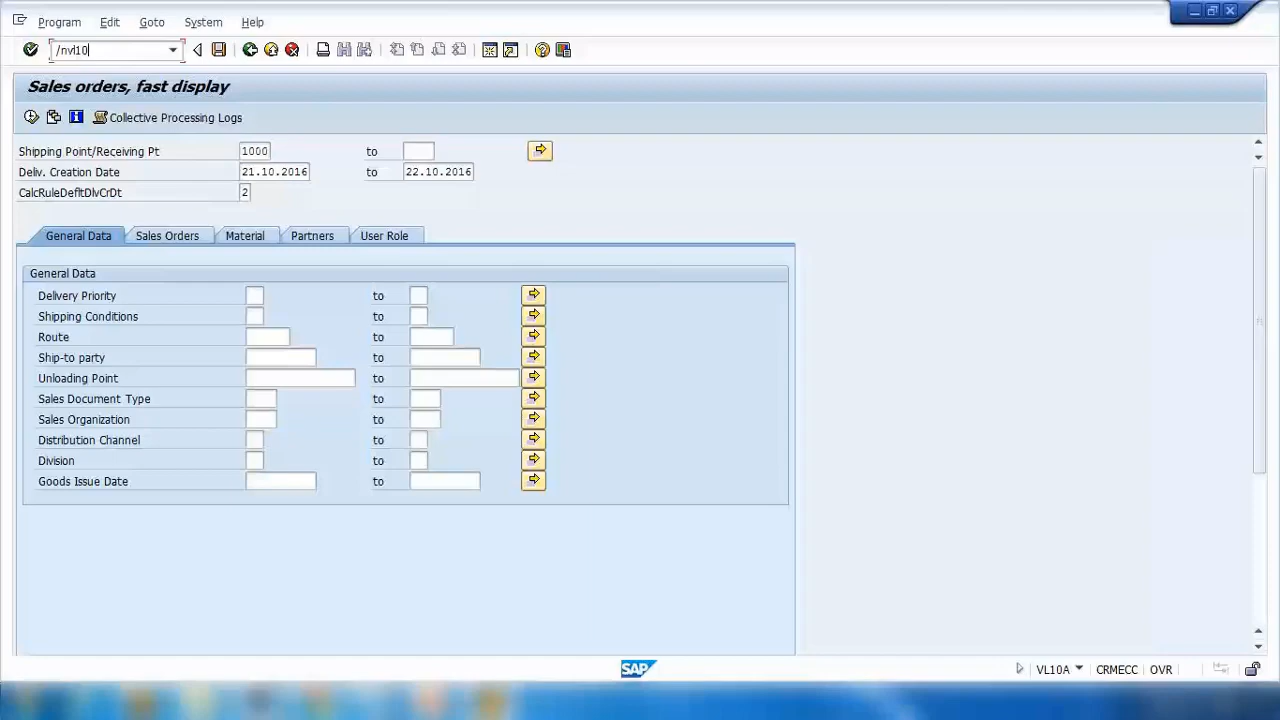 Program Edit Goto System Help
/nvl10
Sales orders, fast display
Collective Processing Logs
Shipping Point/Receiving Pt 1000 to
Deliv. Creation Date 21.10.2016 to 22.10.2016
CalcRuleDefltDlvCrDt 2
General Data Sales Orders Material Partners User Role
General Data
Delivery Priority to
Shipping Conditions to
Route to
Ship-to party to
Unloading Point to
Sales Document Type to
Sales Organization to
Distribution Channel to
Division to
Goods Issue Date to
SAP VL10A CRMECC OVR